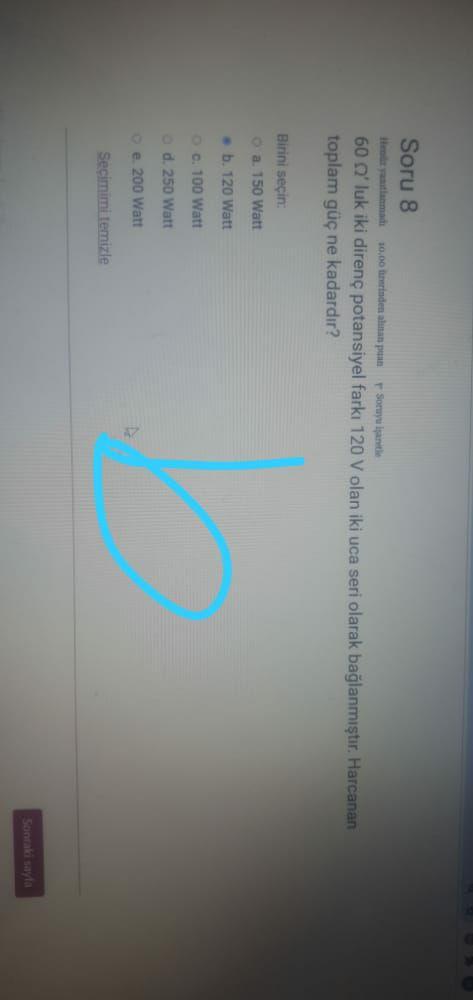 Soru 8
Henüz yanıtlanmadı 10,00 üzerinden alınan puan Soruyu işaretle
60 Ω' luk iki direnç potansiyel farkı 120 V olan iki uca seri olarak bağlanmıştır. Harcanan
toplam güç ne kadardır?
Birini seçin:
a. 150 Watt
b. 120 Watt
c. 100 Watt
d. 250 Watt
e. 200 Watt
b
Seçimimi temizle
Sonraki sayfa